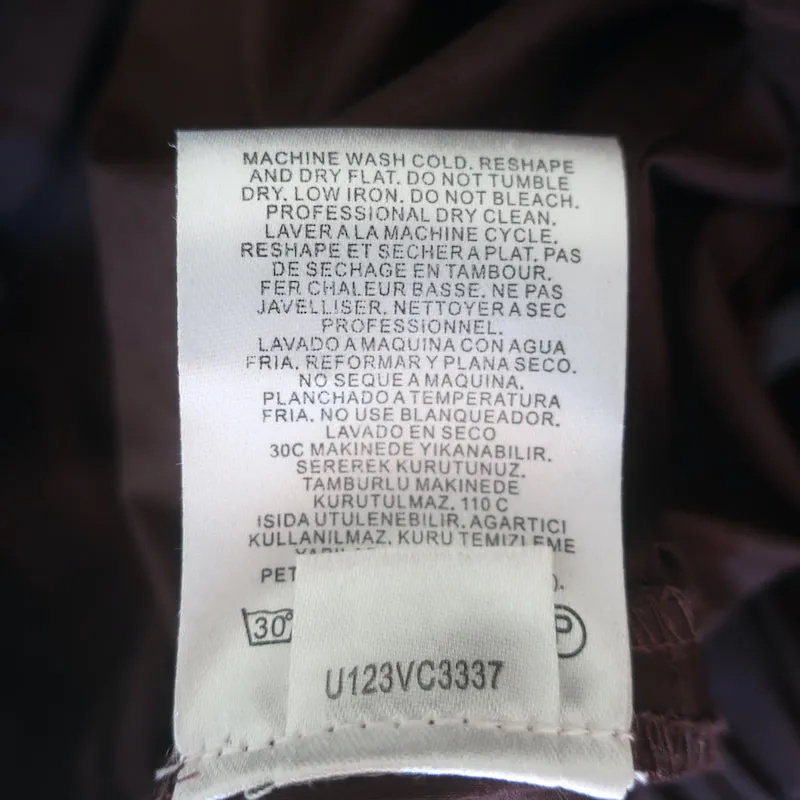 MACHINE WASH COLD. RESHAPE
AND DRY FLAT. DO NOT TUMBLE
DRY. LOW IRON. DO NOT BLEACH.
PROFESSIONAL DRY CLEAN.
LAVER A LA MACHINE CYCLE.
RESHAPE ET SECHER A PLAT. PAS
DE SECHAGE EN TAMBOUR.
FER CHALEUR BASSE. NE PAS
JAVELLISER. NETTOYER A SEC
PROFESSIONNEL.
LAVADO A MAQUINA CON AGUA
FRIA. REFORMAR Y PLANA SECO.
NO SEQUE A MAQUINA.
PLANCHADO A TEMPERATURA
FRIA. NO USE BLANQUEADOR.
LAVADO EN SECO
30C MAKINEDE YIKANABILIR.
SEREREK KURUTUNUZ.
TAMBURLU MAKINEDE
KURUTULMAZ. 110 C
ISIDA UTULENEBILIR. AGARTICI
KULLANILMAZ. KURU TEMIZLEME
30° P
U123VC3337